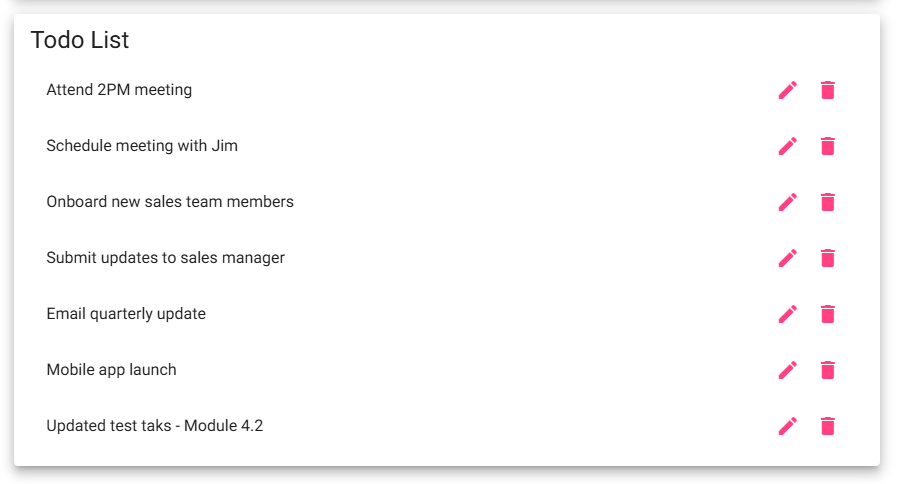 Todo List
Attend 2PM meeting
Schedule meeting with Jim
Onboard new sales team members
Submit updates to sales manager
Email quarterly update
Mobile app launch
Updated test taks - Module 4.2